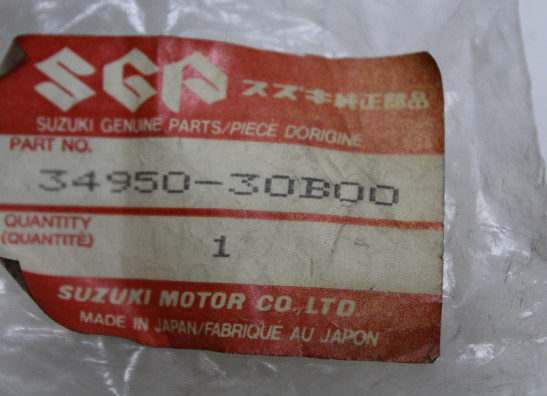 SGP スズキ純正部品
SUZUKI GENUINE PARTS/PIECE DORIGINE
PART NO.
34950-30B00
QUANTITY
(QUANTITÉ)
1
SUZUKI MOTOR CO.,LTD
MADE IN JAPAN/FABRIQUE AU JAPON